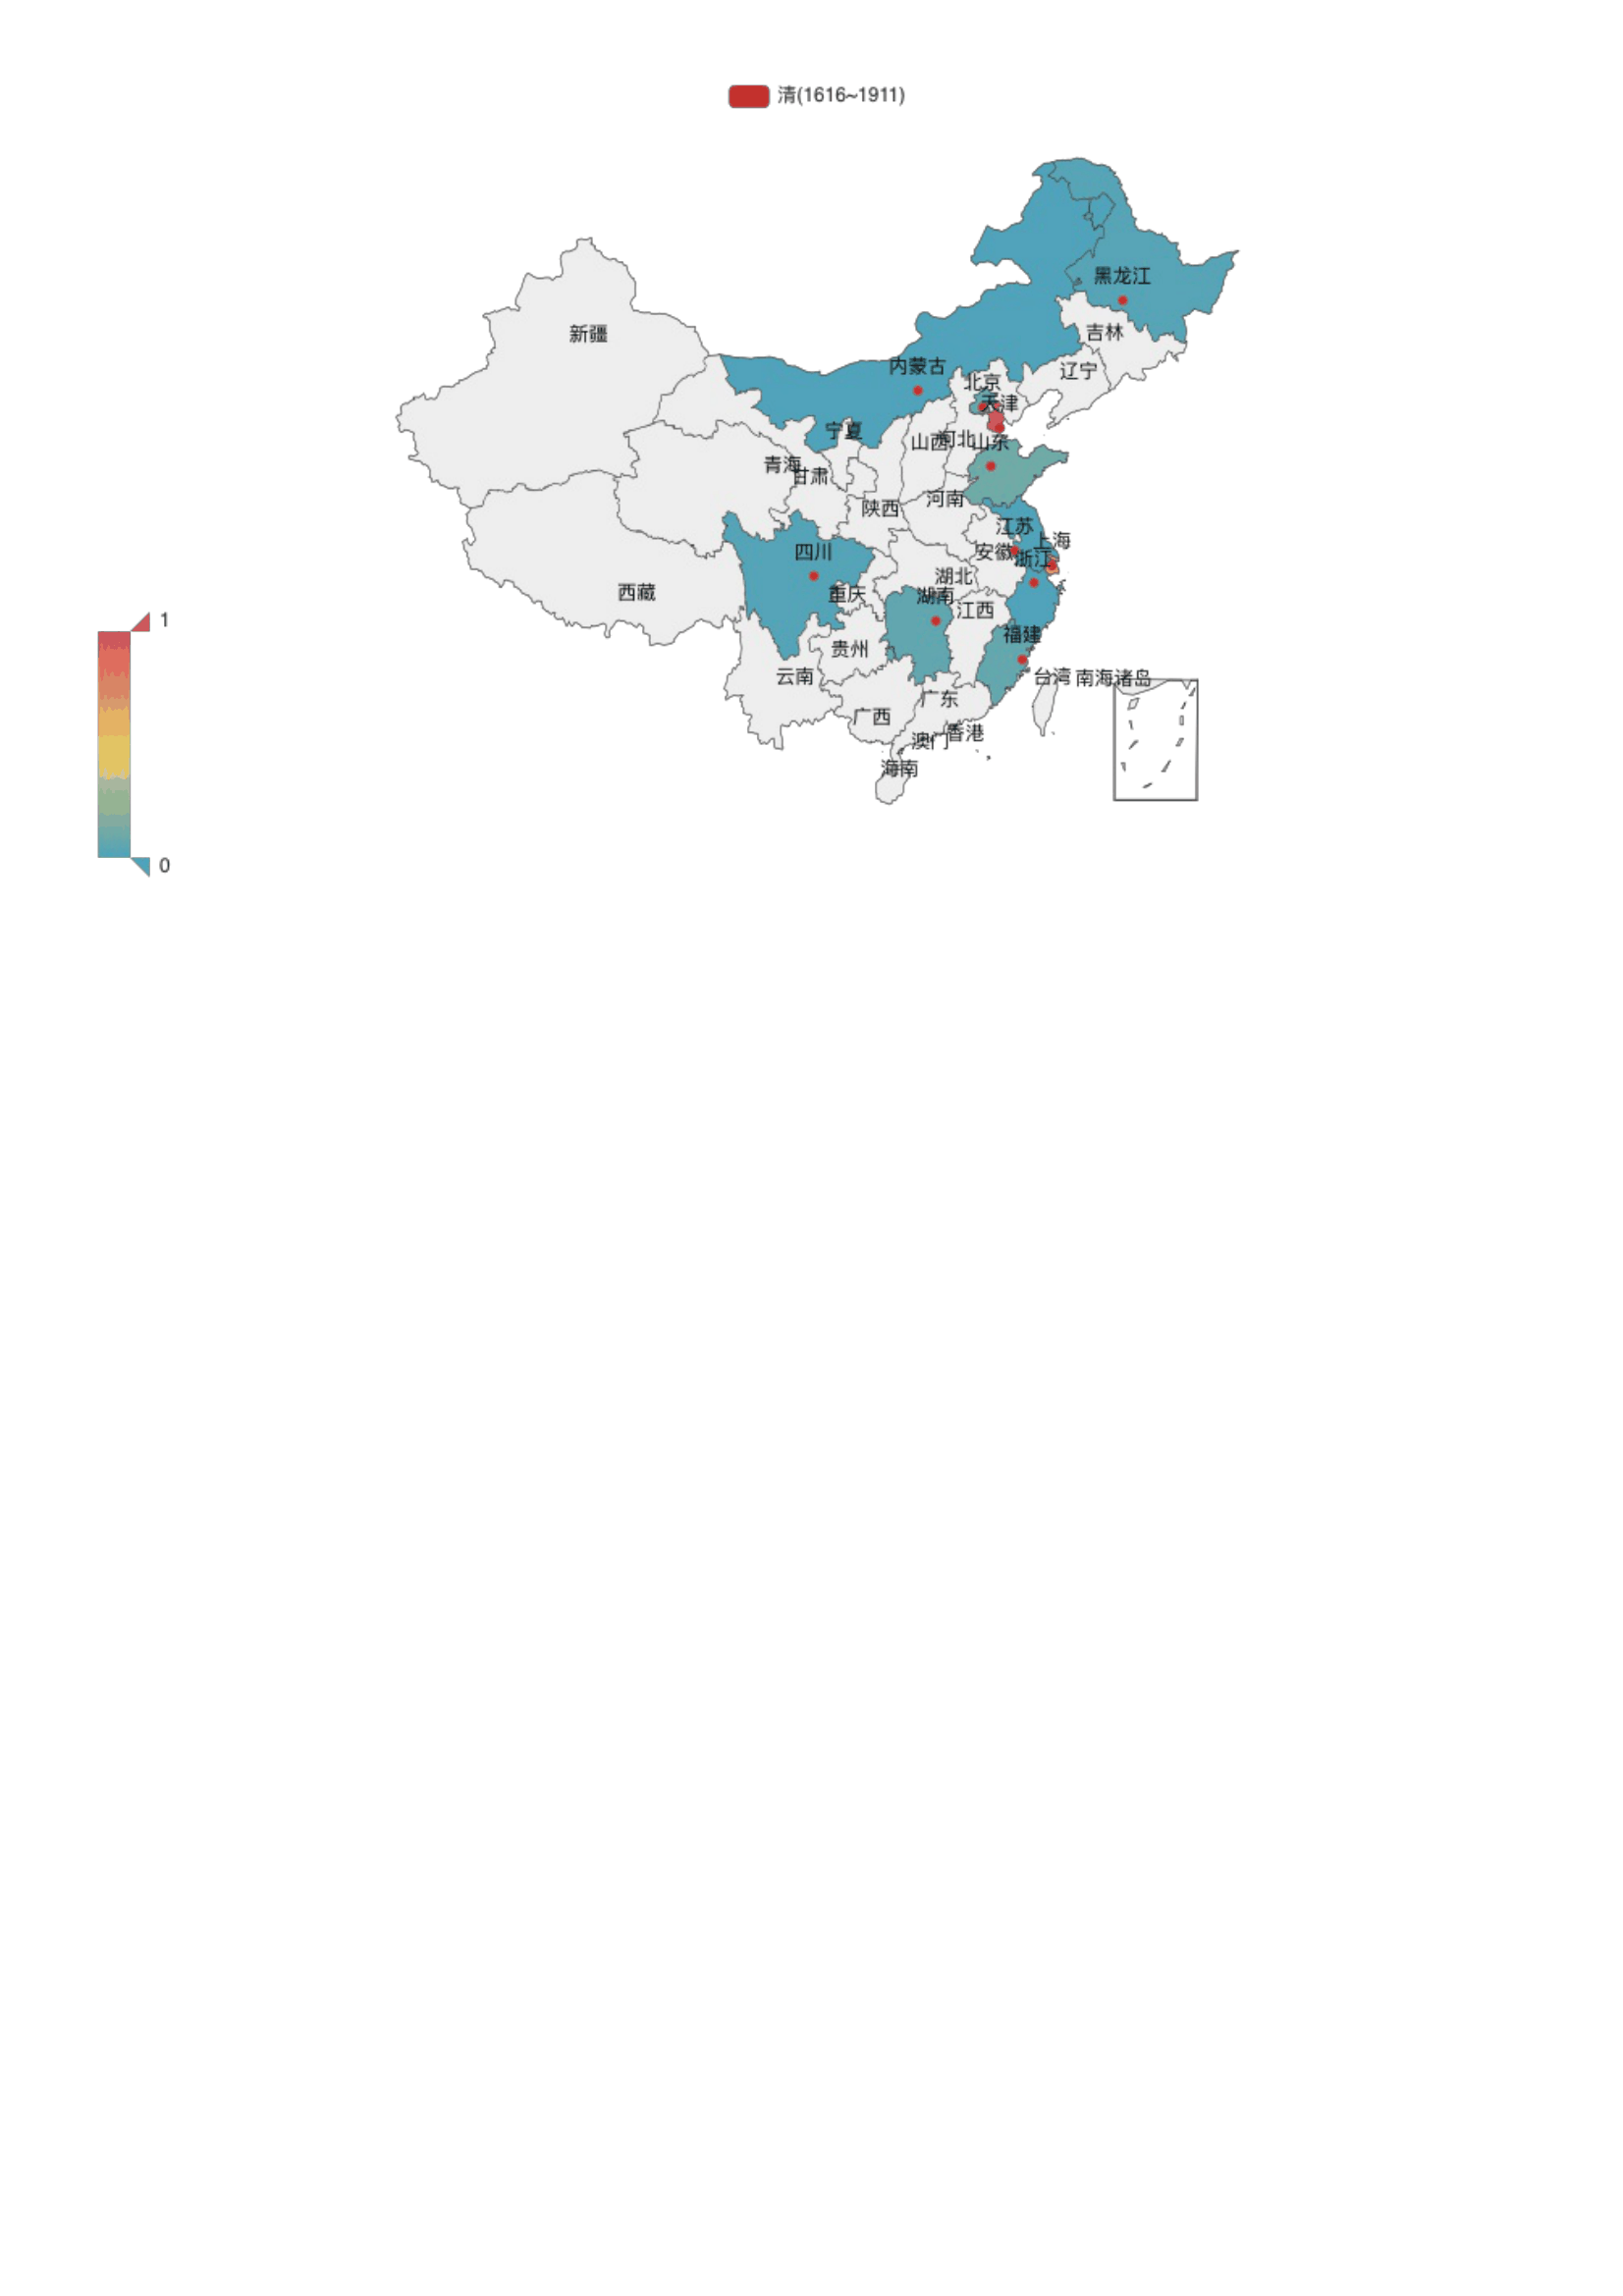 清(1616~1911)
黑龙江
新疆
吉林
内蒙古
辽宁
北京
天津
宁夏
山西
河北
山东
青海
甘肃
河南
陕西
江苏
上海
四川
安徽
浙江
湖北
西藏
重庆
湖南
江西
1
福建
贵州
云南
台湾
南海诸岛
广东
广西
香港
澳门
海南
0